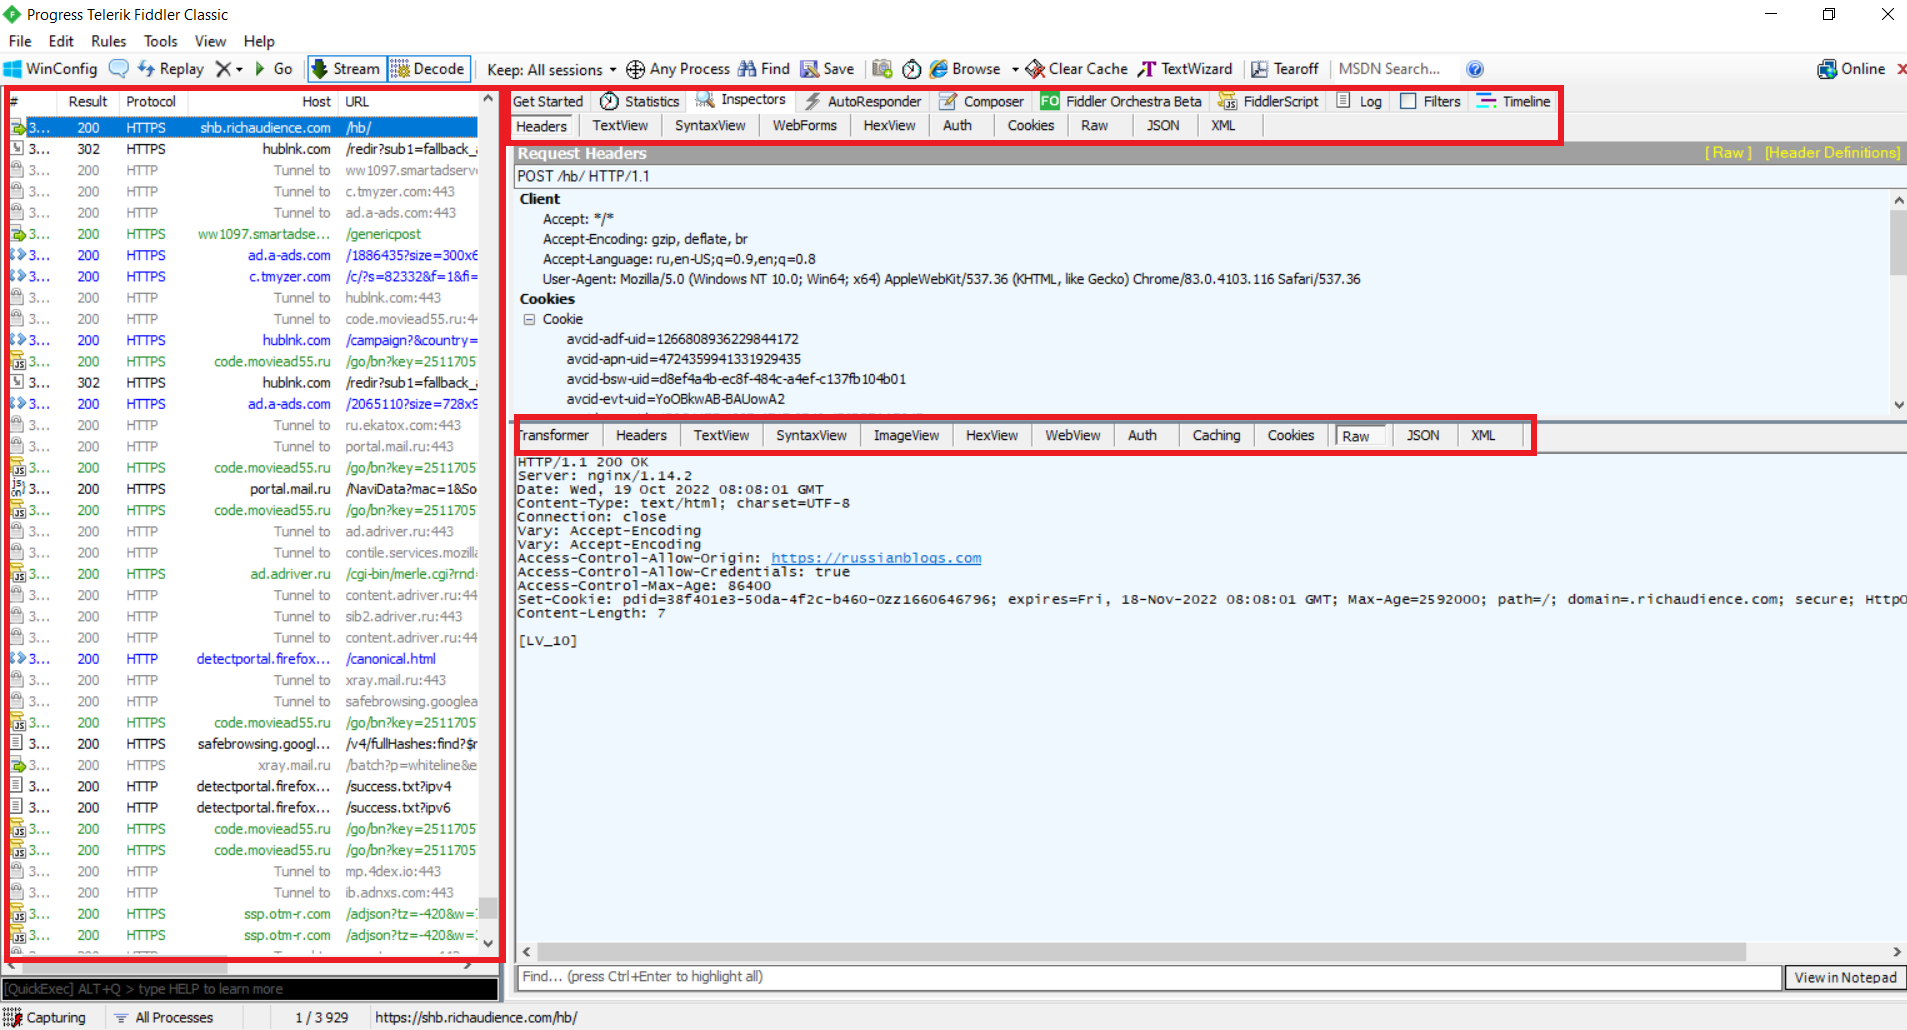 Progress Telerik Fiddler Classic
File Edit Rules Tools View Help
WinConfig Replay Go Stream Decode Keep: All sessions Any Process Find Save Browse Clear Cache TextWizard Tearoff MSDN Search... Online
# Result Protocol Host URL
3... 200 HTTPS shb.richaudience.com /hb/
3... 302 HTTPS hublnk.com /redir?sub1=fallback_
3... 200 HTTP Tunnel to ww1097.smartadserv
3... 200 HTTP Tunnel to c.tmyzer.com:443
3... 200 HTTP Tunnel to ad.a-ads.com:443
3... 200 HTTPS ww1097.smartadse... /genericpost
3... 200 HTTPS ad.a-ads.com /1886435?size=300x6
3... 200 HTTPS c.tmyzer.com /c/?s=82332&f=1&fi=
3... 200 HTTP Tunnel to hublnk.com:443
3... 200 HTTP Tunnel to code.moviead55.ru:4
3... 200 HTTPS hublnk.com /campaign?&country=
3... 200 HTTPS code.moviead55.ru /go/bn?key=2511705
3... 302 HTTPS hublnk.com /redir?sub1=fallback_
3... 200 HTTPS ad.a-ads.com /2065110?size=728x9
3... 200 HTTP Tunnel to ru.ekatox.com:443
3... 200 HTTP Tunnel to portal.mail.ru:443
3... 200 HTTPS code.moviead55.ru /go/bn?key=2511705
3... 200 HTTPS portal.mail.ru /NaviData?mac=1&So
3... 200 HTTPS code.moviead55.ru /go/bn?key=2511705
3... 200 HTTP Tunnel to ad.adriver.ru:443
3... 200 HTTP Tunnel to contile.services.mozilla
3... 200 HTTPS ad.adriver.ru /cgi-bin/merle.cgi?rnd=
3... 200 HTTP Tunnel to content.adriver.ru:44
3... 200 HTTP Tunnel to sib2.adriver.ru:443
3... 200 HTTP Tunnel to content.adriver.ru:44
3... 200 HTTP detectportal.firefox... /canonical.html
3... 200 HTTP Tunnel to xray.mail.ru:443
3... 200 HTTP Tunnel to safebrowsing.googlea
3... 200 HTTPS code.moviead55.ru /go/bn?key=2511705
3... 200 HTTPS safebrowsing.googl... /v4/fullHashes:find?$r
3... 200 HTTPS xray.mail.ru /batch?p=whiteline&e
3... 200 HTTP detectportal.firefox... /success.txt?ipv4
3... 200 HTTP detectportal.firefox... /success.txt?ipv6
3... 200 HTTPS code.moviead55.ru /go/bn?key=2511705
3... 200 HTTPS code.moviead55.ru /go/bn?key=2511705
3... 200 HTTP Tunnel to mp.4dex.io:443
3... 200 HTTP Tunnel to ib.adnxs.com:443
3... 200 HTTPS ssp.otm-r.com /adjson?tz=-420&w=
3... 200 HTTPS ssp.otm-r.com /adjson?tz=-420&w=
[QuickExec] ALT+Q > type HELP to learn more
Get Started Statistics Inspectors AutoResponder Composer FO Fiddler Orchestra Beta FiddlerScript Log Filters Timeline
Headers TextView SyntaxView WebForms HexView Auth Cookies Raw JSON XML
Request Headers [ Raw ] [Header Definitions]
POST /hb/ HTTP/1.1
Client
Accept: */*
Accept-Encoding: gzip, deflate, br
Accept-Language: ru,en-US;q=0.9,en;q=0.8
User-Agent: Mozilla/5.0 (Windows NT 10.0; Win64; x64) AppleWebKit/537.36 (KHTML, like Gecko) Chrome/83.0.4103.116 Safari/537.36
Cookies
Cookie
avcid-adf-uid=1266808936229844172
avcid-apn-uid=4724359941331929435
avcid-bsw-uid=d8ef4a4b-ec8f-484c-a4ef-c137fb104b01
avcid-evt-uid=YoOBkwAB-BAUowA2
Transformer Headers TextView SyntaxView ImageView HexView WebView Auth Caching Cookies Raw JSON XML
HTTP/1.1 200 OK
Server: nginx/1.14.2
Date: Wed, 19 Oct 2022 08:08:01 GMT
Content-Type: text/html; charset=UTF-8
Connection: close
Vary: Accept-Encoding
Vary: Accept-Encoding
Access-Control-Allow-Origin: https://russianblogs.com
Access-Control-Allow-Credentials: true
Access-Control-Max-Age: 86400
Set-Cookie: pdid=38f401e3-50da-4f2c-b460-0zz1660646796; expires=Fri, 18-Nov-2022 08:08:01 GMT; Max-Age=2592000; path=/; domain=.richaudience.com; secure; HttpO
Content-Length: 7
[LV_10]
Find... (press Ctrl+Enter to highlight all) View in Notepad
Capturing All Processes 1 / 3 929 https://shb.richaudience.com/hb/